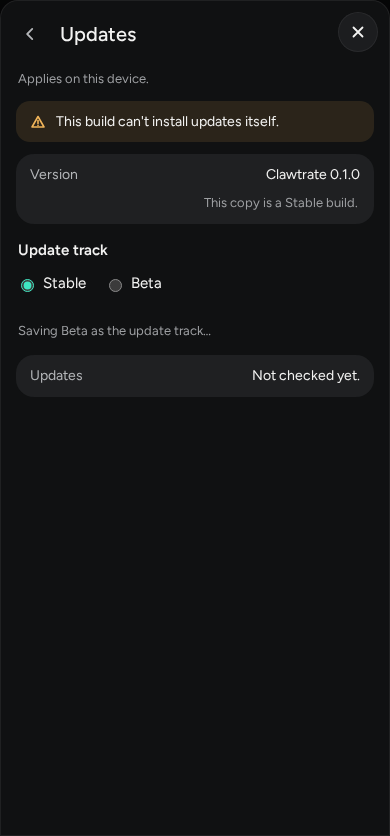 Updates
Applies on this device.
This build can't install updates itself.
Version Clawtrate 0.1.0
This copy is a Stable build.
Update track
Stable Beta
Saving Beta as the update track...
Updates Not checked yet.